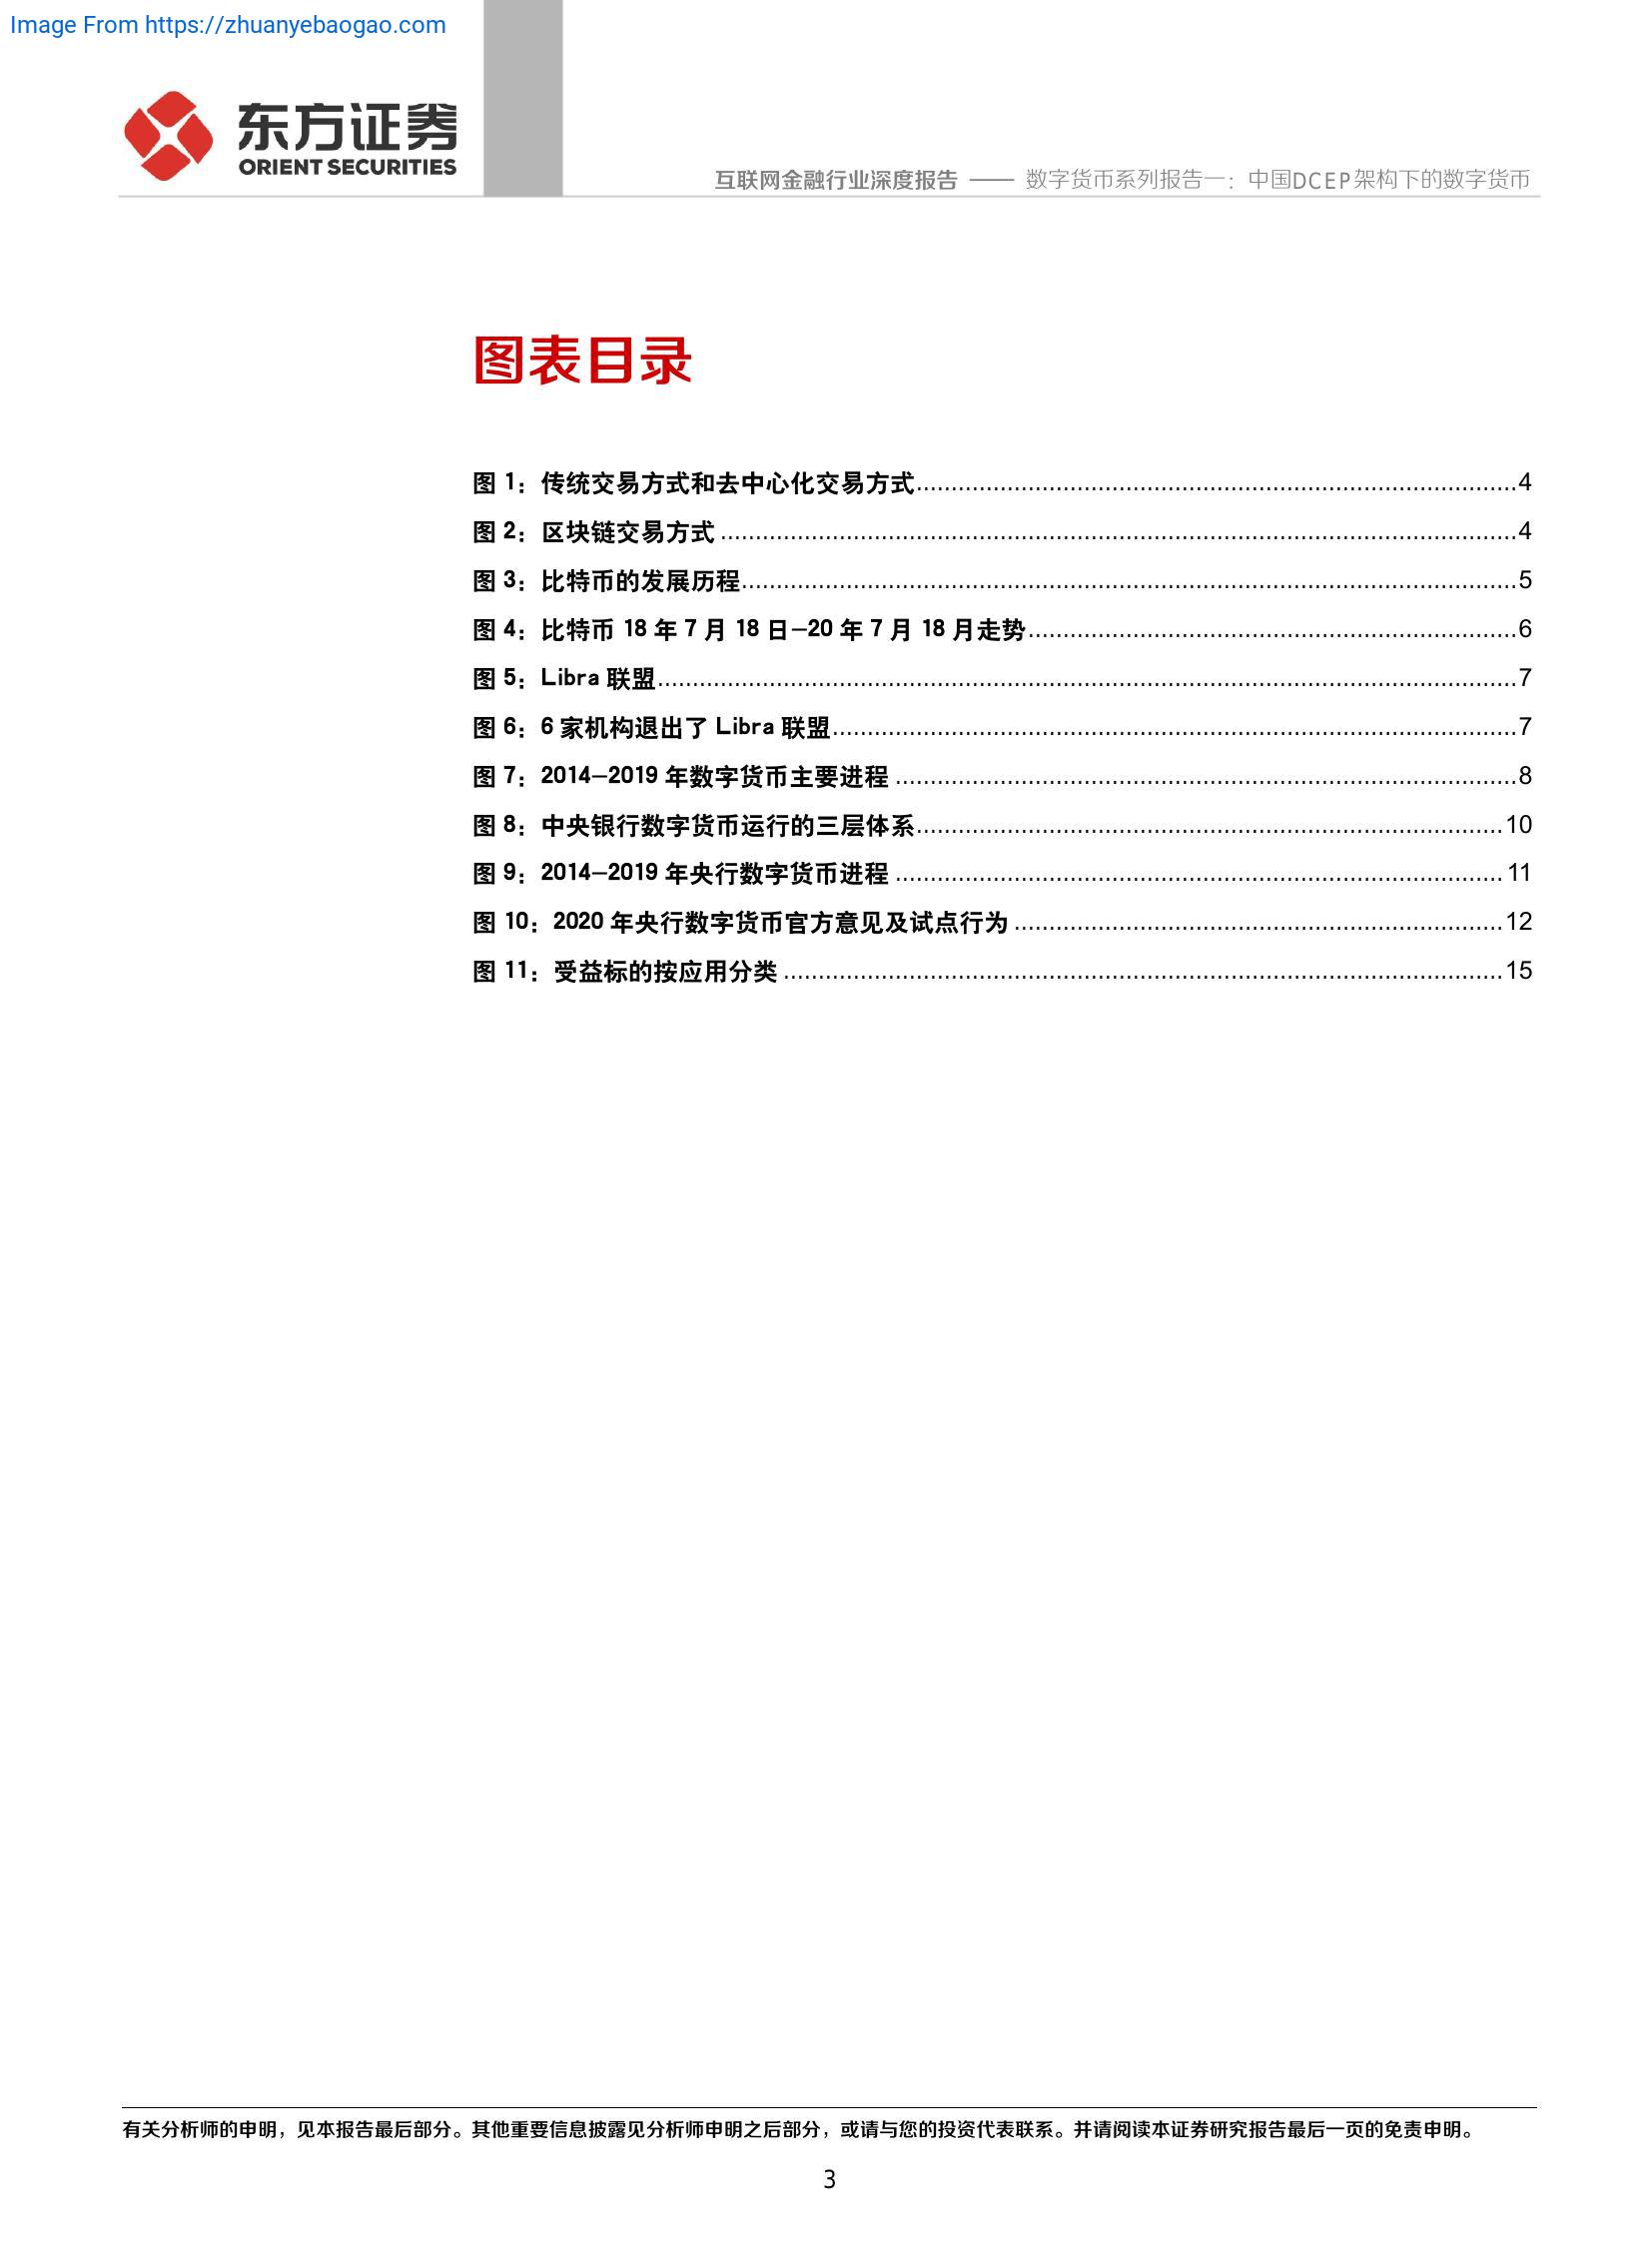 Image From https://zhuanyebaogao.com
东方证券
ORIENT SECURITIES
互联网金融行业深度报告 —— 数字货币系列报告一：中国DCEP架构下的数字货币
图表目录
图 1：传统交易方式和去中心化交易方式................................................................................4
图 2：区块链交易方式................................................................................4
图 3：比特币的发展历程................................................................................5
图 4：比特币 18 年 7 月 18 日-20 年 7 月 18 月走势................................................................................6
图 5：Libra 联盟................................................................................7
图 6：6 家机构退出了 Libra 联盟................................................................................7
图 7：2014-2019 年数字货币主要进程................................................................................8
图 8：中央银行数字货币运行的三层体系................................................................................10
图 9：2014-2019 年央行数字货币进程................................................................................11
图 10：2020 年央行数字货币官方意见及试点行为................................................................................12
图 11：受益标的按应用分类................................................................................15
有关分析师的申明，见本报告最后部分。其他重要信息披露见分析师申明之后部分，或请与您的投资代表联系。并请阅读本证券研究报告最后一页的免责申明。
3